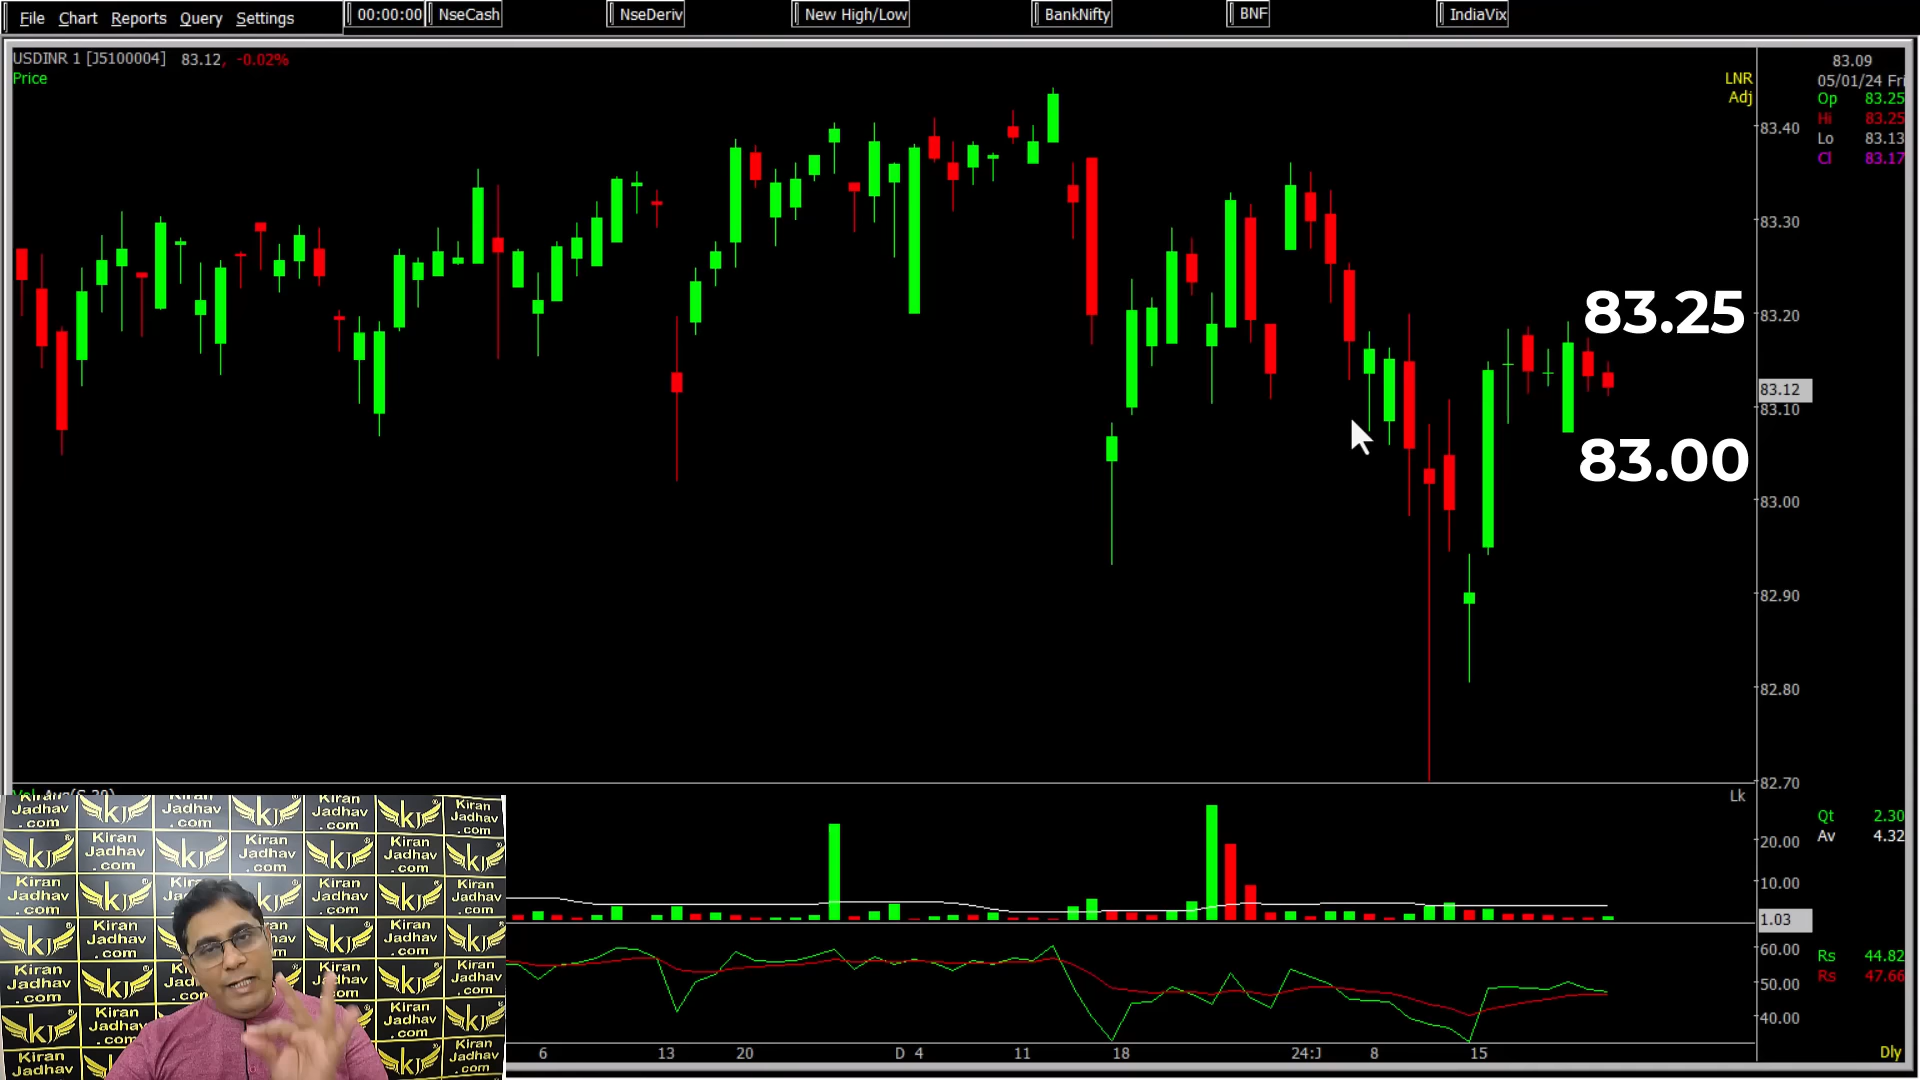 File Chart Reports Query Settings 00:00:00 NseCash NseDeriv New High/Low BankNifty BNF IndiaVix
USDINR 1 [J5100004] 83.12, -0.02%
Price
LNR
Adj
83.09
05/01/24 Fri
Op 83.25
Hi 83.25
Lo 83.13
Cl 83.17
83.40
83.30
83.20
83.12
83.10
83.00
82.90
82.80
82.70
83.25
83.00
Lk
Qt 2.30
Av 4.32
20.00
10.00
1.03
60.00
50.00
40.00
Rs 44.82
Rs 47.66
6 13 20 D 4 11 18 24:J 8 15
Dly
Kiran
Jadhav
.com
KJ